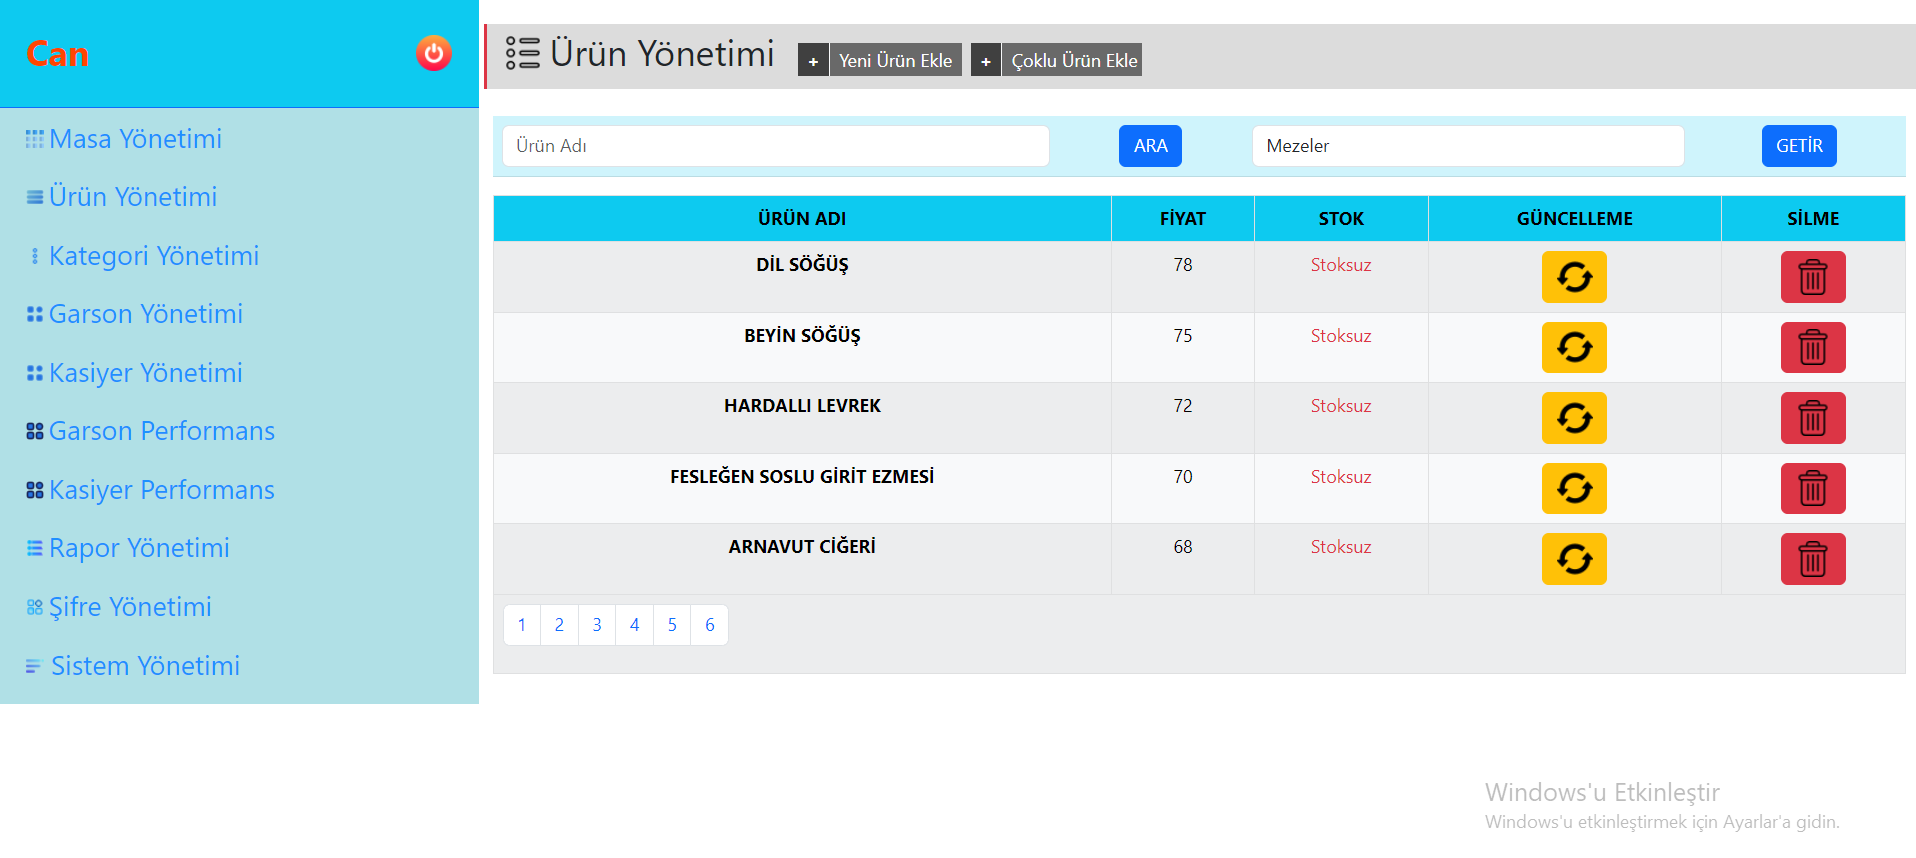 Can
Masa Yönetimi
Ürün Yönetimi
Kategori Yönetimi
Garson Yönetimi
Kasiyer Yönetimi
Garson Performans
Kasiyer Performans
Rapor Yönetimi
Şifre Yönetimi
Sistem Yönetimi
Ürün Yönetimi + Yeni Ürün Ekle + Çoklu Ürün Ekle
Ürün Adı ARA Mezeler GETİR
ÜRÜN ADI FİYAT STOK GÜNCELLEME SİLME
DİL SÖĞÜŞ 78 Stoksuz
BEYİN SÖĞÜŞ 75 Stoksuz
HARDALLI LEVREK 72 Stoksuz
FESLEĞEN SOSLU GİRİT EZMESİ 70 Stoksuz
ARNAVUT CİĞERİ 68 Stoksuz
1 2 3 4 5 6
Windows'u Etkinleştir
Windows'u etkinleştirmek için Ayarlar'a gidin.